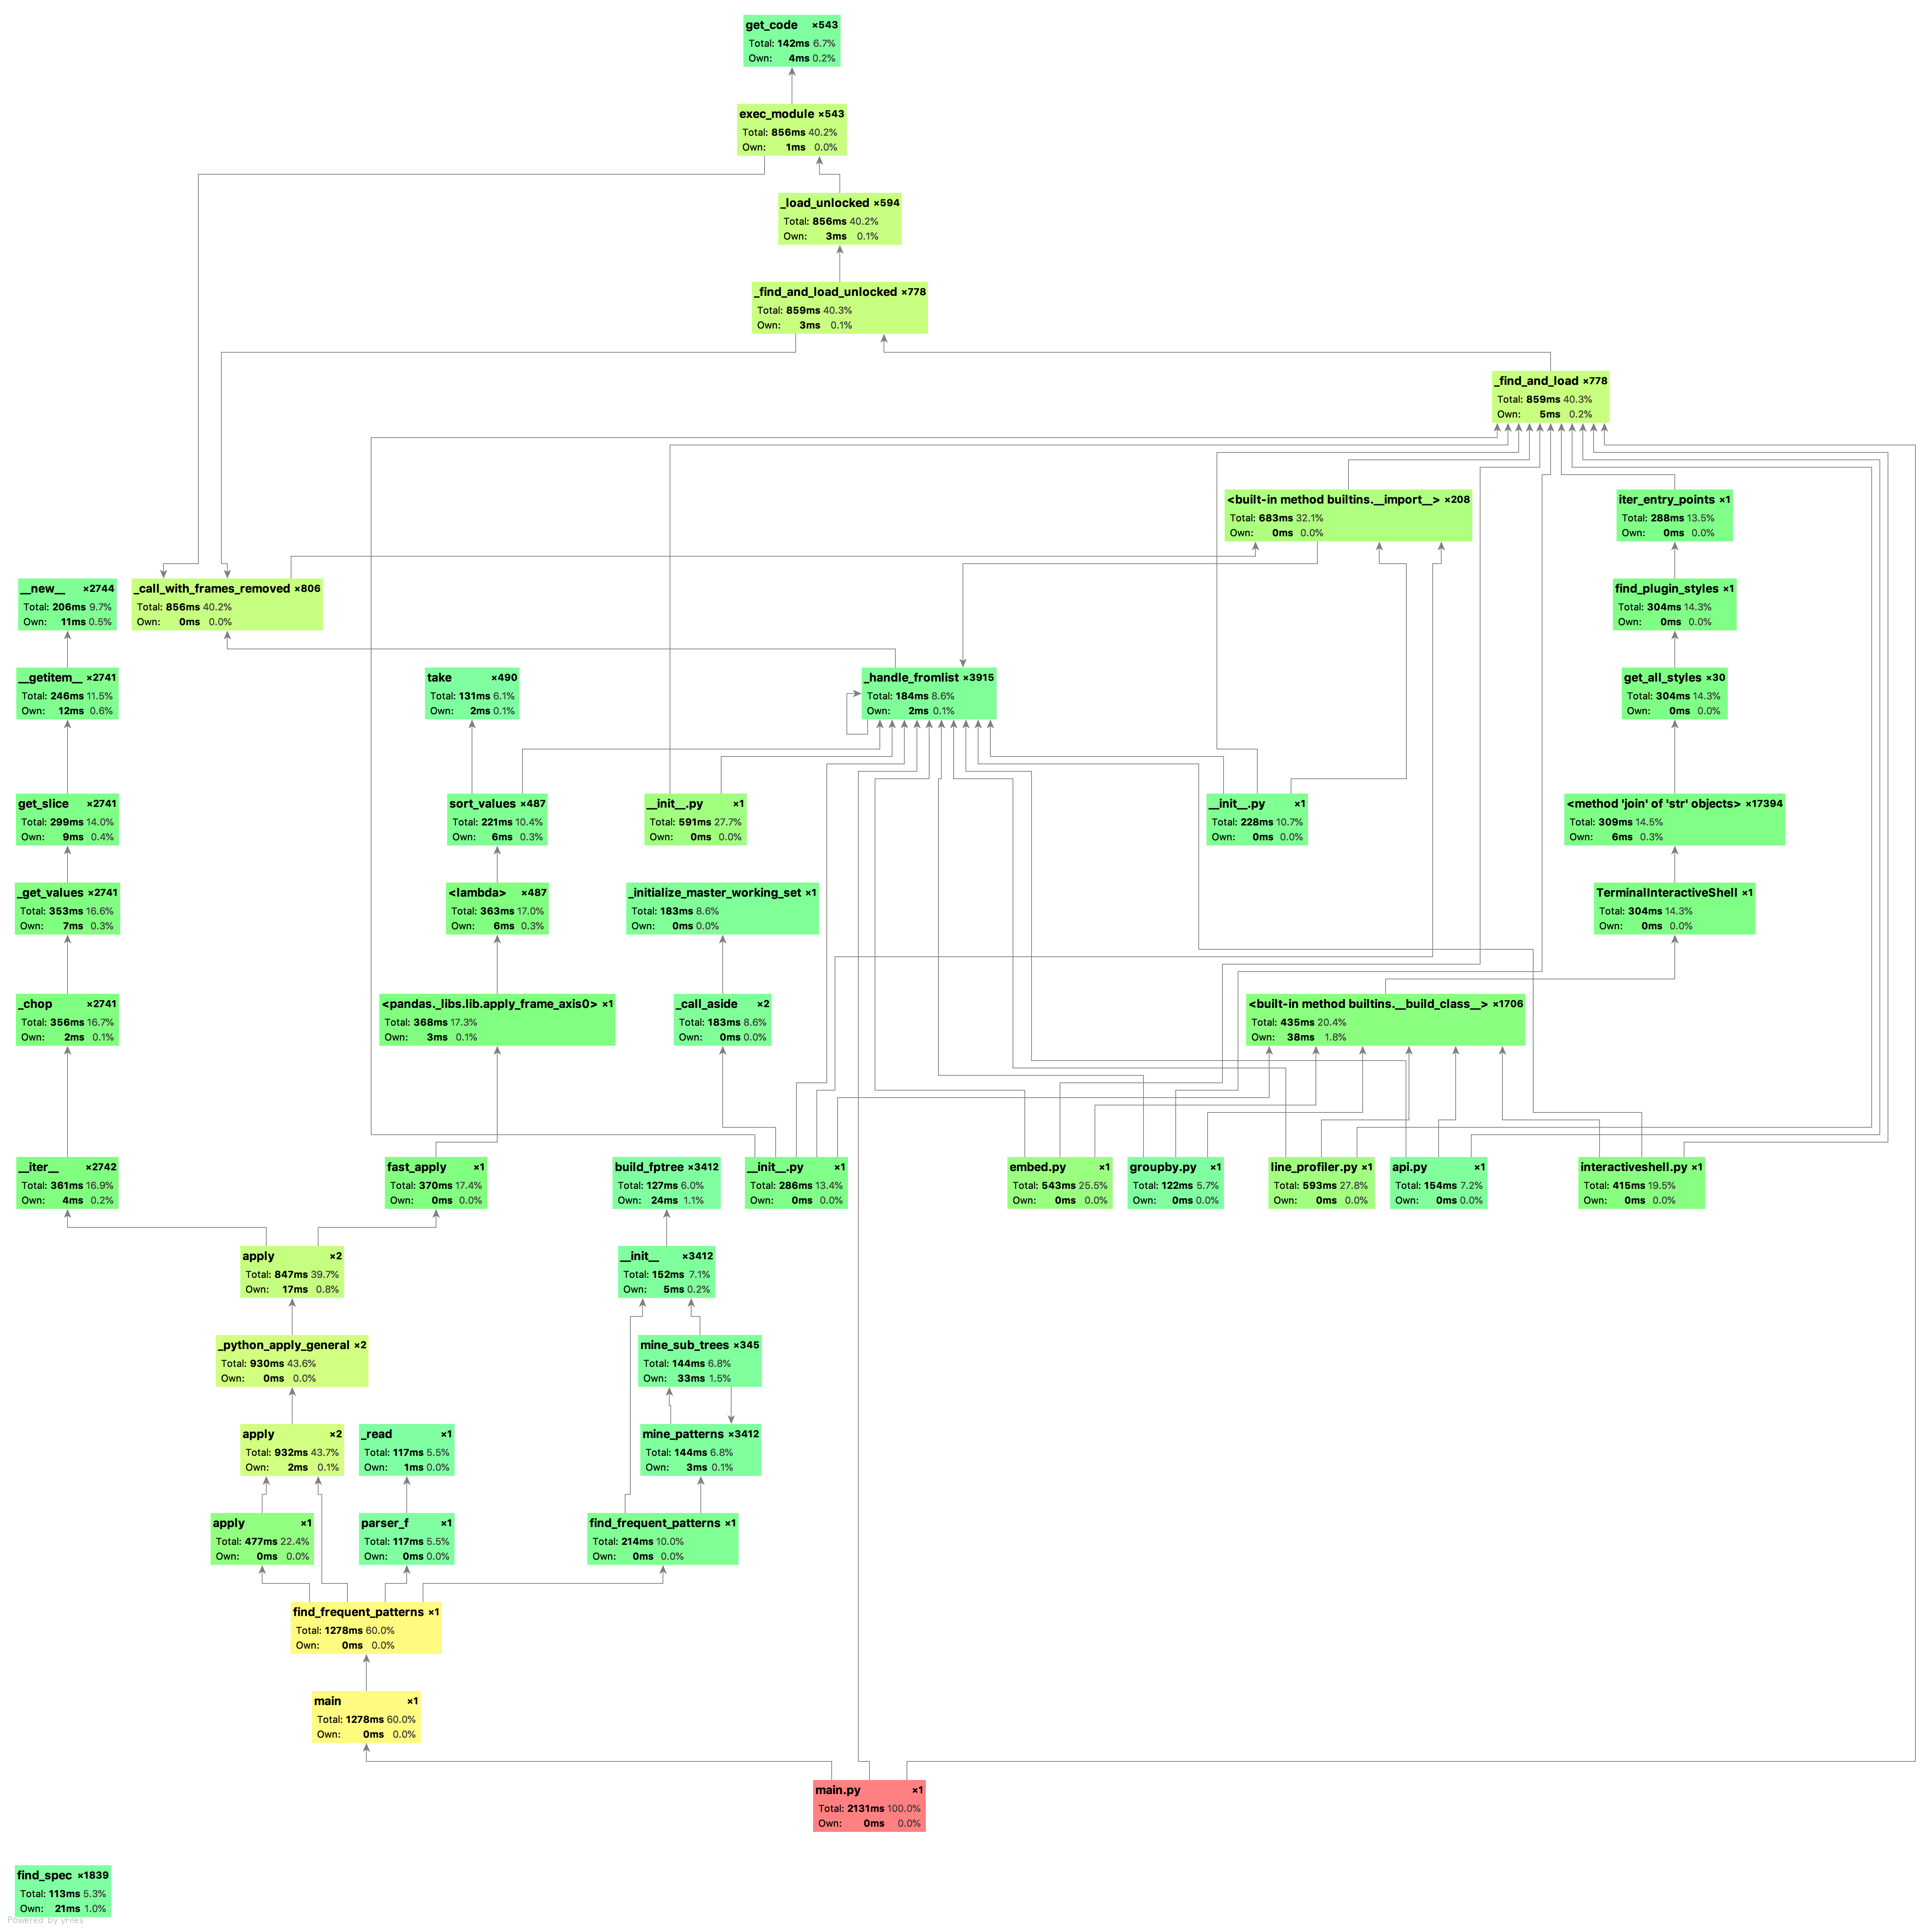 get_code ×543
Total: 142ms 6.7%
Own: 4ms 0.2%
exec_module ×543
Total: 856ms 40.2%
Own: 1ms 0.0%
_load_unlocked ×594
Total: 856ms 40.2%
Own: 3ms 0.1%
_find_and_load_unlocked ×778
Total: 859ms 40.3%
Own: 3ms 0.1%
_find_and_load ×778
Total: 859ms 40.3%
Own: 5ms 0.2%
<built-in method builtins.__import__> ×208
Total: 683ms 32.1%
Own: 0ms 0.0%
iter_entry_points ×1
Total: 288ms 13.5%
Own: 0ms 0.0%
__new__ ×2744
Total: 206ms 9.7%
Own: 11ms 0.5%
_call_with_frames_removed ×806
Total: 856ms 40.2%
Own: 0ms 0.0%
find_plugin_styles ×1
Total: 304ms 14.3%
Own: 0ms 0.0%
__getitem__ ×2741
Total: 246ms 11.5%
Own: 12ms 0.6%
take ×490
Total: 131ms 6.1%
Own: 2ms 0.1%
_handle_fromlist ×3915
Total: 184ms 8.6%
Own: 2ms 0.1%
get_all_styles ×30
Total: 304ms 14.3%
Own: 0ms 0.0%
get_slice ×2741
Total: 299ms 14.0%
Own: 9ms 0.4%
sort_values ×487
Total: 221ms 10.4%
Own: 6ms 0.3%
__init__.py ×1
Total: 591ms 27.7%
Own: 0ms 0.0%
__init__.py ×1
Total: 228ms 10.7%
Own: 0ms 0.0%
<method 'join' of 'str' objects> ×17394
Total: 309ms 14.5%
Own: 6ms 0.3%
_get_values ×2741
Total: 353ms 16.6%
Own: 7ms 0.3%
<lambda> ×487
Total: 363ms 17.0%
Own: 6ms 0.3%
_initialize_master_working_set ×1
Total: 183ms 8.6%
Own: 0ms 0.0%
TerminalInteractiveShell ×1
Total: 304ms 14.3%
Own: 0ms 0.0%
_chop ×2741
Total: 356ms 16.7%
Own: 2ms 0.1%
<pandas._libs.lib.apply_frame_axis0> ×1
Total: 368ms 17.3%
Own: 3ms 0.1%
_call_aside ×2
Total: 183ms 8.6%
Own: 0ms 0.0%
<built-in method builtins.__build_class__> ×1706
Total: 435ms 20.4%
Own: 38ms 1.8%
__iter__ ×2742
Total: 361ms 16.9%
Own: 4ms 0.2%
fast_apply ×1
Total: 370ms 17.4%
Own: 0ms 0.0%
build_fptree ×3412
Total: 127ms 6.0%
Own: 24ms 1.1%
__init__.py ×1
Total: 286ms 13.4%
Own: 0ms 0.0%
embed.py ×1
Total: 543ms 25.5%
Own: 0ms 0.0%
groupby.py ×1
Total: 122ms 5.7%
Own: 0ms 0.0%
line_profiler.py ×1
Total: 593ms 27.8%
Own: 0ms 0.0%
api.py ×1
Total: 154ms 7.2%
Own: 0ms 0.0%
interactiveshell.py ×1
Total: 415ms 19.5%
Own: 0ms 0.0%
apply ×2
Total: 847ms 39.7%
Own: 17ms 0.8%
__init__ ×3412
Total: 152ms 7.1%
Own: 5ms 0.2%
_python_apply_general ×2
Total: 930ms 43.6%
Own: 0ms 0.0%
mine_sub_trees ×345
Total: 144ms 6.8%
Own: 33ms 1.5%
apply ×2
Total: 932ms 43.7%
Own: 2ms 0.1%
_read ×1
Total: 117ms 5.5%
Own: 1ms 0.0%
mine_patterns ×3412
Total: 144ms 6.8%
Own: 3ms 0.1%
apply ×1
Total: 477ms 22.4%
Own: 0ms 0.0%
parser_f ×1
Total: 117ms 5.5%
Own: 0ms 0.0%
find_frequent_patterns ×1
Total: 214ms 10.0%
Own: 0ms 0.0%
find_frequent_patterns ×1
Total: 1278ms 60.0%
Own: 0ms 0.0%
main ×1
Total: 1278ms 60.0%
Own: 0ms 0.0%
main.py ×1
Total: 2131ms 100.0%
Own: 0ms 0.0%
find_spec ×1839
Total: 113ms 5.3%
Own: 21ms 1.0%
Powered by yFiles